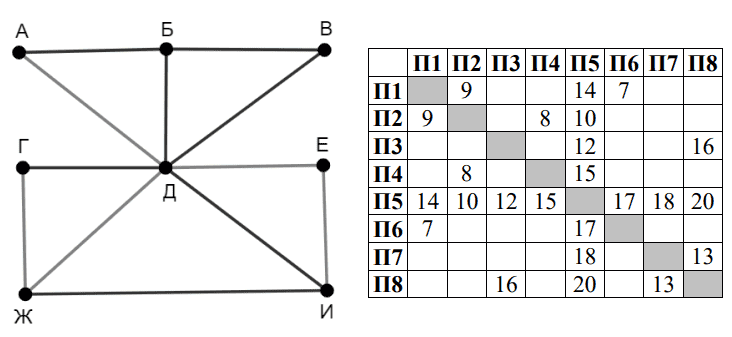 А Б В
Г Е
Д
Ж И
П1 П2 П3 П4 П5 П6 П7 П8
П1 9 14 7
П2 9 8 10
П3 12 16
П4 8 15
П5 14 10 12 15 17 18 20
П6 7 17
П7 18 13
П8 16 20 13